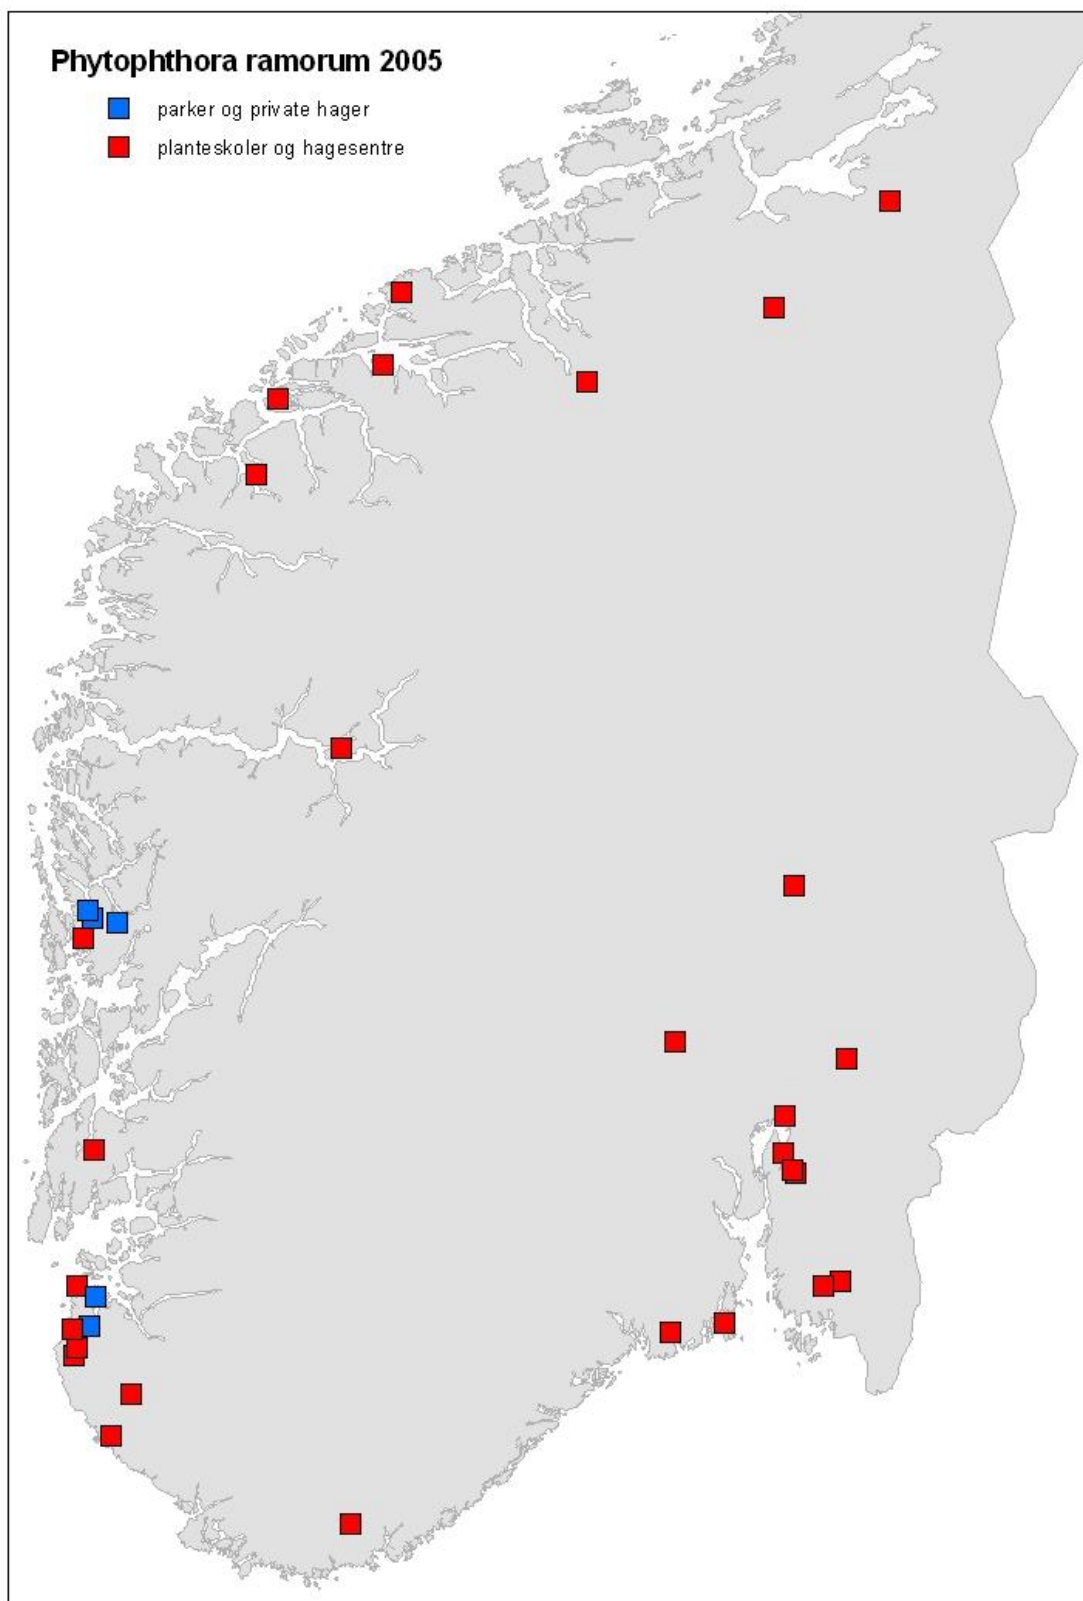 Phytophthora ramorum 2005
parker og private hager
planteskoler og hagesentre